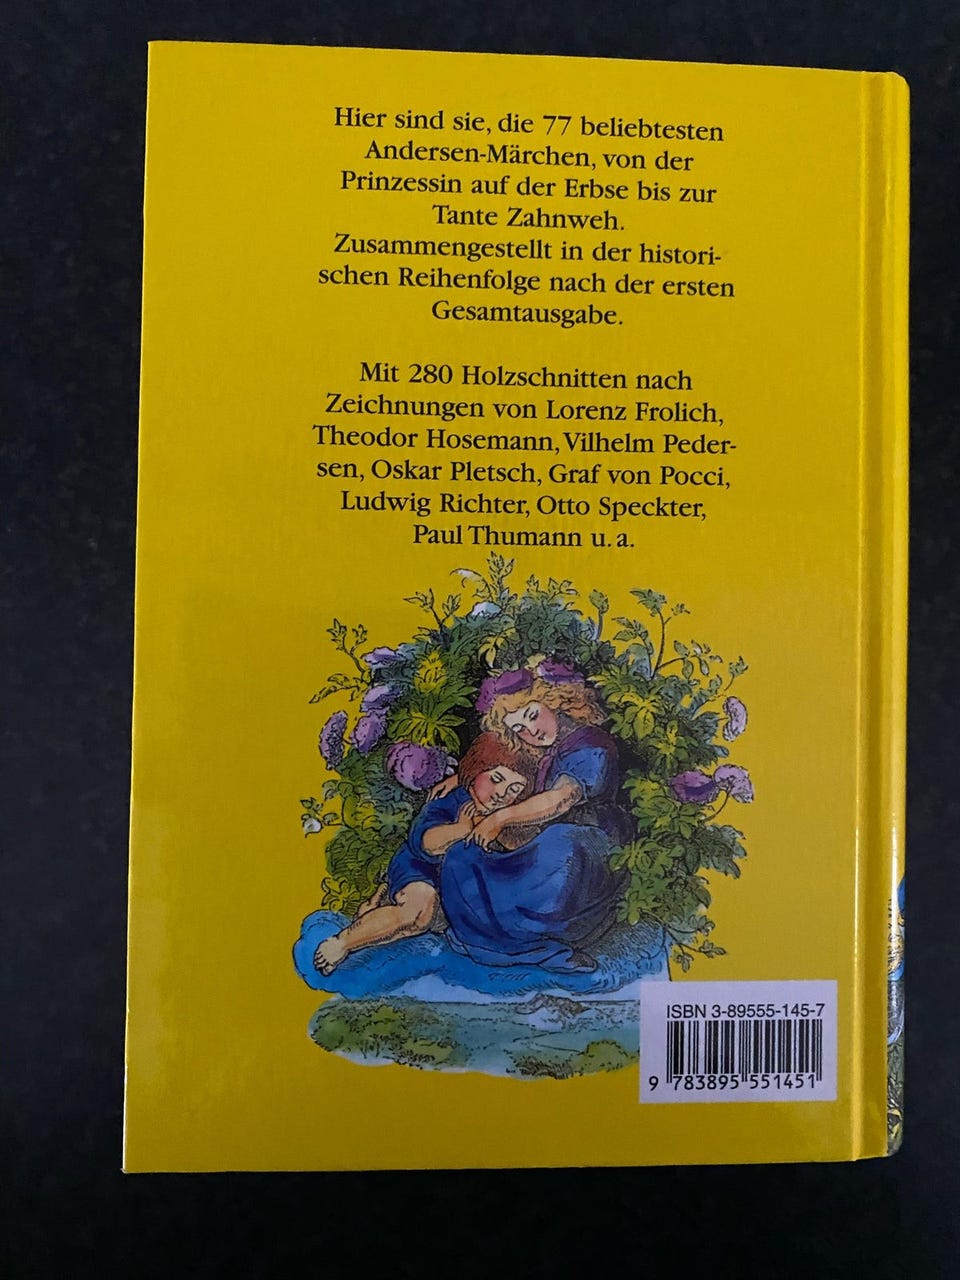 Hier sind sie, die 77 beliebtesten
Andersen-Märchen, von der
Prinzessin auf der Erbse bis zur
Tante Zahnweh.
Zusammengestellt in der histori-
schen Reihenfolge nach der ersten
Gesamtausgabe.
Mit 280 Holzschnitten nach
Zeichnungen von Lorenz Frolich,
Theodor Hosemann, Vilhelm Peder-
sen, Oskar Pletsch, Graf von Pocci,
Ludwig Richter, Otto Speckter,
Paul Thumann u. a.
ISBN 3-89555-145-7
9 783895 551451